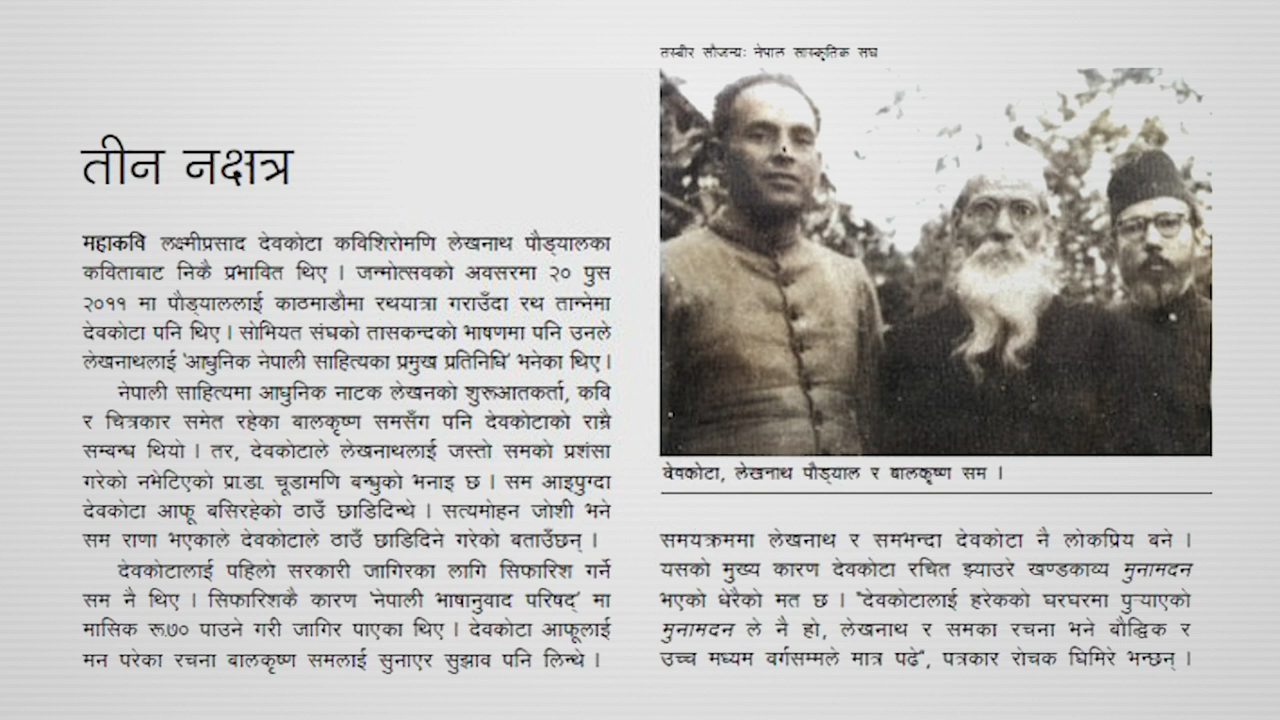 तीन नक्षत्र
महाकवि लक्ष्मीप्रसाद देवकोटा कविशिरोमणि लेखनाथ पौड्यालका
कविताबाट निकै प्रभावित थिए । जन्मोत्सवको अवसरमा २० पुस
२०११ मा पौड्याललाई काठमाडौमा रथयात्रा गराउँदा रथ तान्नेमा
देवकोटा पनि थिए । सोभियत संघको तासकन्दको भाषणमा पनि उनले
लेखनाथलाई 'आधुनिक नेपाली साहित्यका प्रमुख प्रतिनिधि' भनेका थिए ।
नेपाली साहित्यमा आधुनिक नाटक लेखनको शुरूआतकर्ता, कवि
र चित्रकार समेत रहेका बालकृष्ण समसँग पनि देवकोटाको राम्रै
सम्बन्ध थियो । तर, देवकोटाले लेखनाथलाई जस्तो समको प्रशंसा
गरेको नभेटिएको प्रा.डा. चूडामणि बन्धुको भनाइ छ । सम आइपुग्दा
देवकोटा आफू बसिरहेको ठाउँ छाडिदिन्थे । सत्यमोहन जोशी भने
सम राणा भएकाले देवकोटाले ठाउँ छाडिदिने गरेको बताउँछन् ।
देवकोटालाई पहिलो सरकारी जागिरका लागि सिफारिश गर्ने
सम नै थिए । सिफारिशकै कारण 'नेपाली भाषानुवाद परिषद्' मा
मासिक रू.७० पाउने गरी जागिर पाएका थिए । देवकोटा आफूलाई
मन परेका रचना बालकृष्ण समलाई सुनाएर सुझाव पनि लिन्थे ।
तस्बीर सौजन्यः नेपाल सांस्कृतिक संघ
देवकोटा, लेखनाथ पौड्याल र बालकृष्ण सम ।
समयक्रममा लेखनाथ र समभन्दा देवकोटा नै लोकप्रिय बने ।
यसको मुख्य कारण देवकोटा रचित झ्याउरे खण्डकाव्य मुनामदन
भएको धेरैको मत छ । "देवकोटालाई हरेकको घरघरमा पुऱ्याएको
मुनामदन ले नै हो, लेखनाथ र समका रचना भने बौद्धिक र
उच्च मध्यम वर्गसम्मले मात्र पढे", पत्रकार रोचक घिमिरे भन्छन् ।